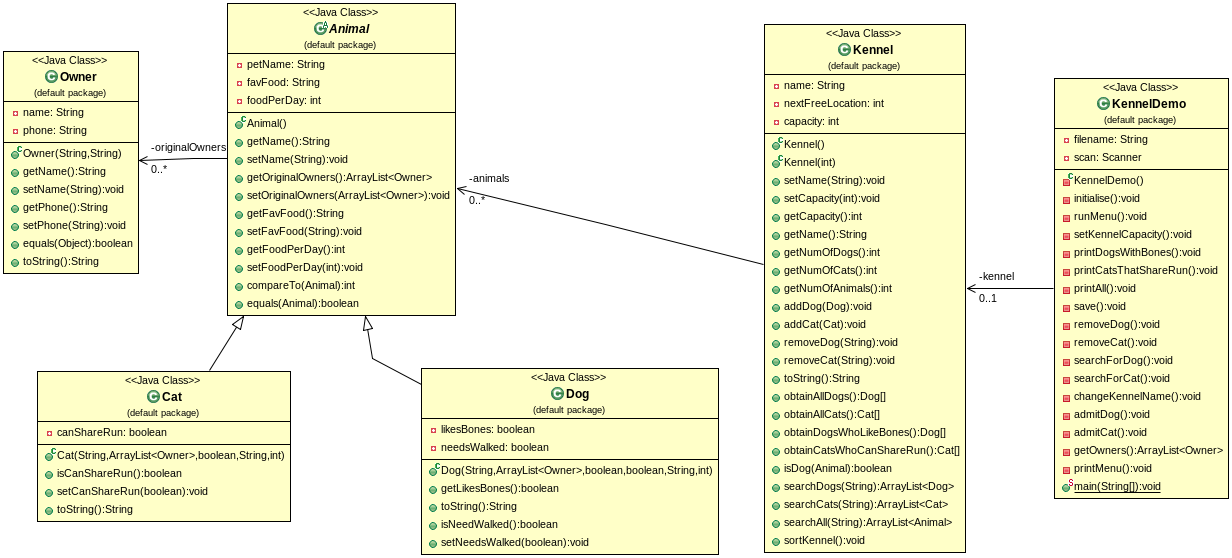 <<Java Class>>
Owner
(default package)
name: String
phone: String
Owner(String,String)
getName():String
setName(String):void
getPhone():String
setPhone(String):void
equals(Object):boolean
toString():String
-originalOwners
0..*
<<Java Class>>
Animal
(default package)
petName: String
favFood: String
foodPerDay: int
Animal()
getName():String
setName(String):void
getOriginalOwners():ArrayList<Owner>
setOriginalOwners(ArrayList<Owner>):void
getFavFood():String
setFavFood(String):void
getFoodPerDay():int
setFoodPerDay(int):void
compareTo(Animal):int
equals(Animal):boolean
<<Java Class>>
Cat
(default package)
canShareRun: boolean
Cat(String,ArrayList<Owner>,boolean,String,int)
isCanShareRun():boolean
setCanShareRun(boolean):void
toString():String
<<Java Class>>
Dog
(default package)
likesBones: boolean
needsWalked: boolean
Dog(String,ArrayList<Owner>,boolean,boolean,String,int)
getLikesBones():boolean
toString():String
isNeedWalked():boolean
setNeedsWalked(boolean):void
-animals
0..*
<<Java Class>>
Kennel
(default package)
name: String
nextFreeLocation: int
capacity: int
Kennel()
Kennel(int)
setName(String):void
setCapacity(int):void
getCapacity():int
getName():String
getNumOfDogs():int
getNumOfCats():int
getNumOfAnimals():int
addDog(Dog):void
addCat(Cat):void
removeDog(String):void
removeCat(String):void
toString():String
obtainAllDogs():Dog[]
obtainAllCats():Cat[]
obtainDogsWhoLikeBones():Dog[]
obtainCatsWhoCanShareRun():Cat[]
isDog(Animal):boolean
searchDogs(String):ArrayList<Dog>
searchCats(String):ArrayList<Cat>
searchAll(String):ArrayList<Animal>
sortKennel():void
-kennel
0..1
<<Java Class>>
KennelDemo
(default package)
filename: String
scan: Scanner
KennelDemo()
initialise():void
runMenu():void
setKennelCapacity():void
printDogsWithBones():void
printCatsThatShareRun():void
printAll():void
save():void
removeDog():void
removeCat():void
searchForDog():void
searchForCat():void
changeKennelName():void
admitDog():void
admitCat():void
getOwners():ArrayList<Owner>
printMenu():void
main(String[]):void